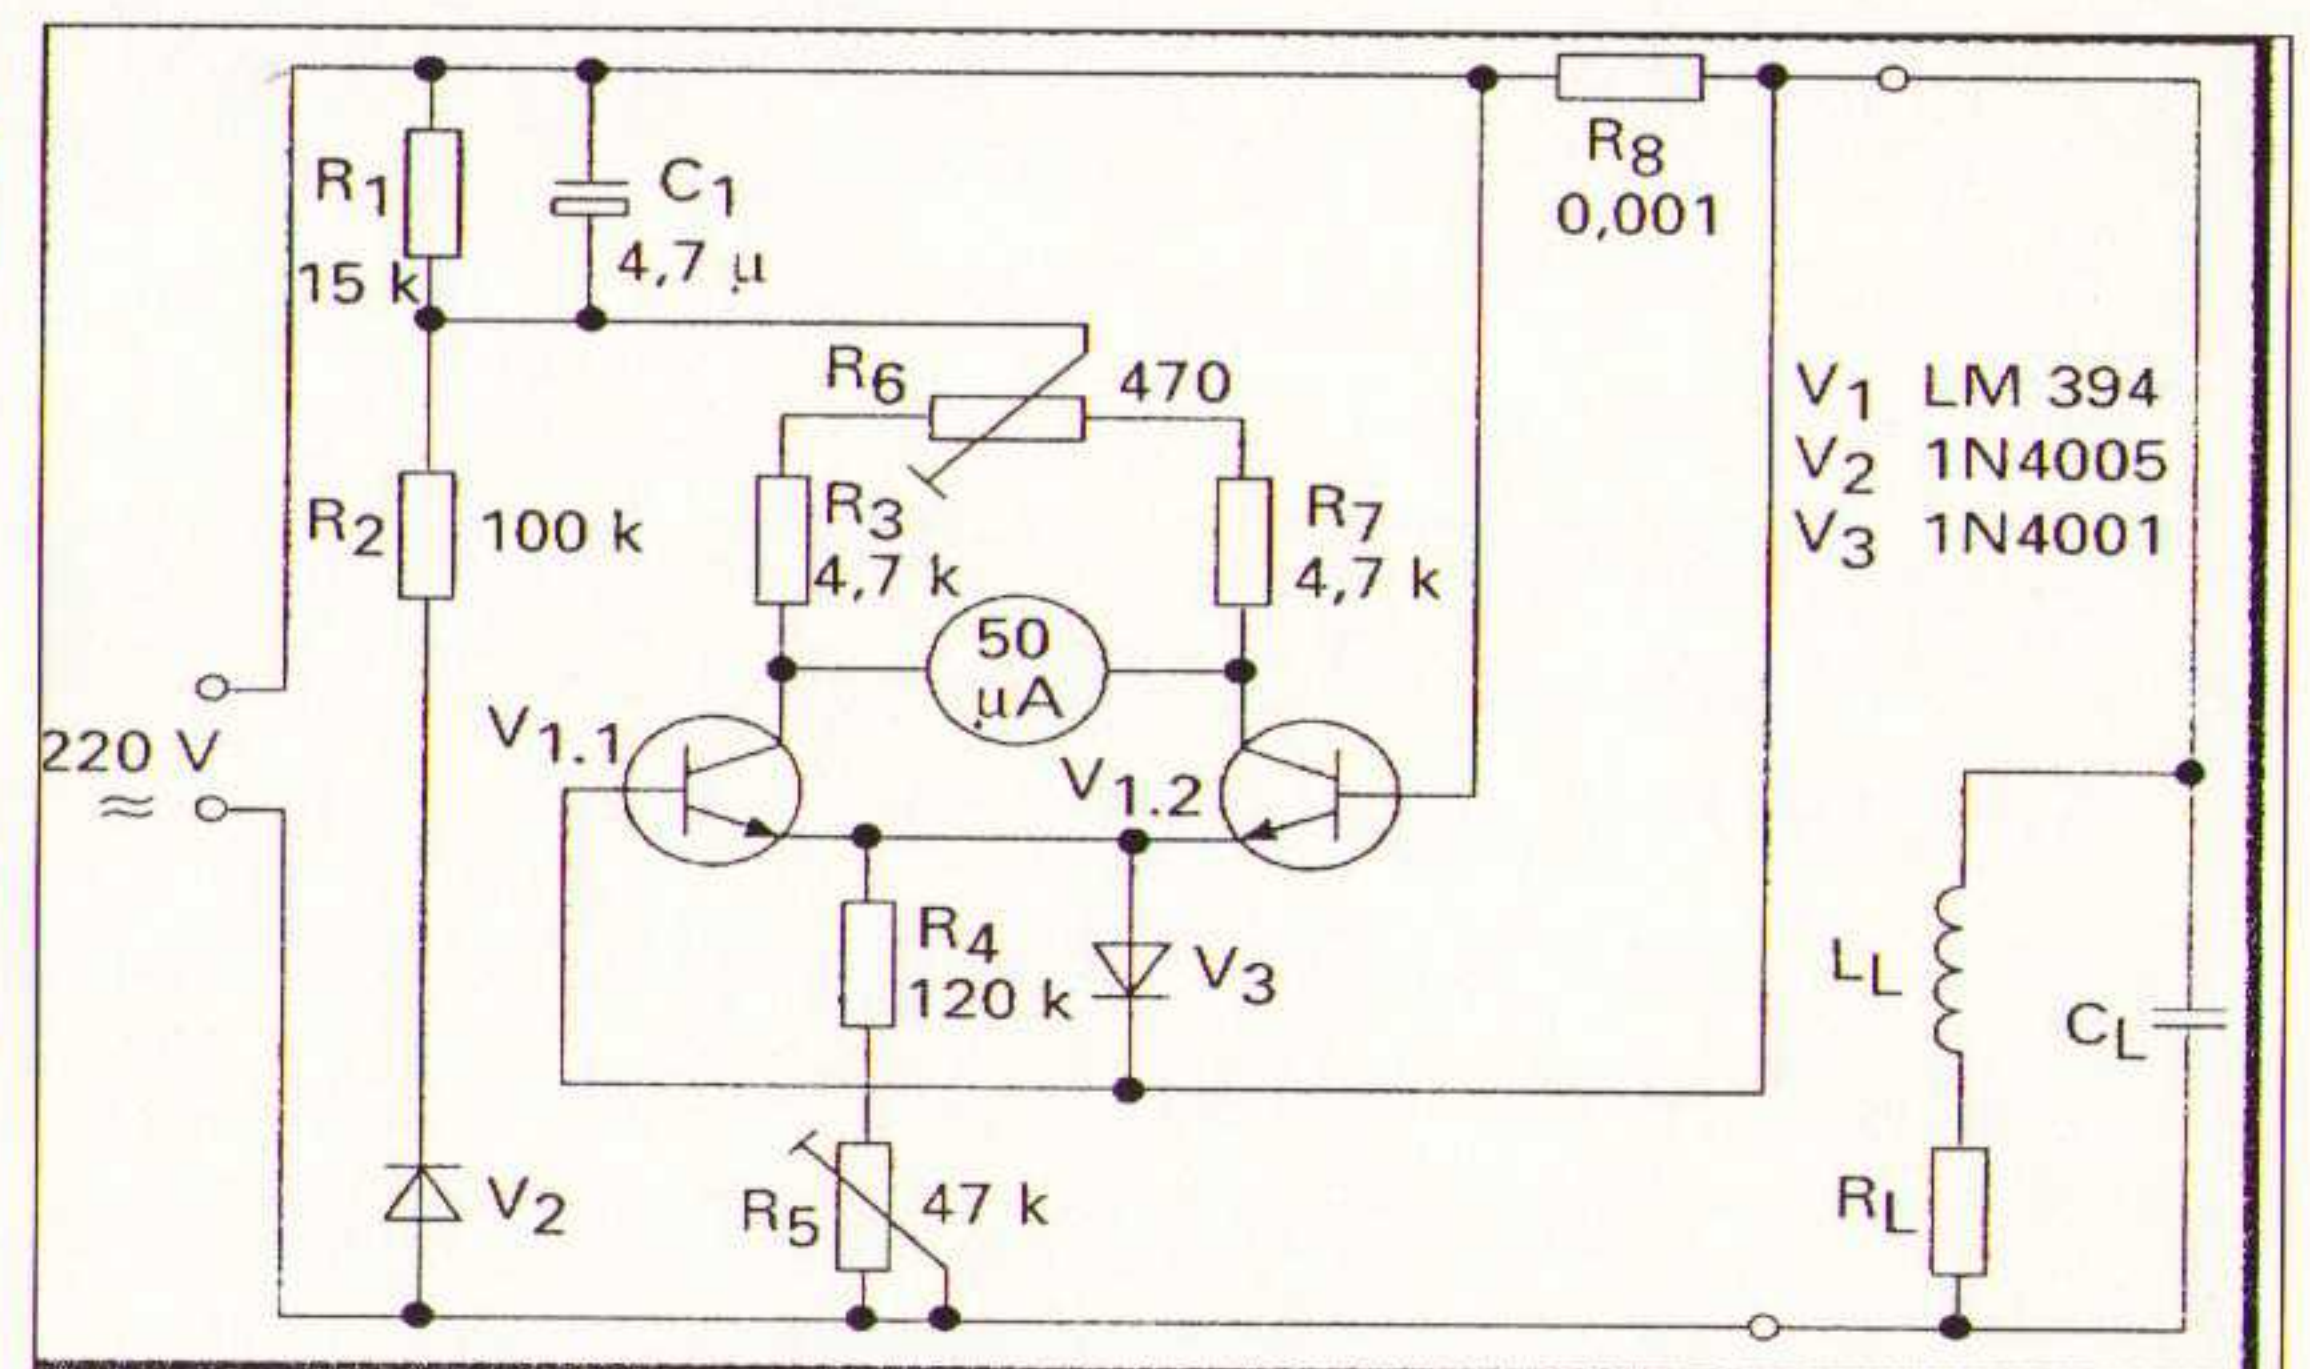 R1
15 k
C1
4,7 µ
R8
0,001
R6
470
R2
100 k
R3
4,7 k
R7
4,7 k
50
µA
V1 LM 394
V2 1N4005
V3 1N4001
220 V
≈
V1.1
V1.2
R4
120 k
V3
LL
CL
V2
R5
47 k
RL